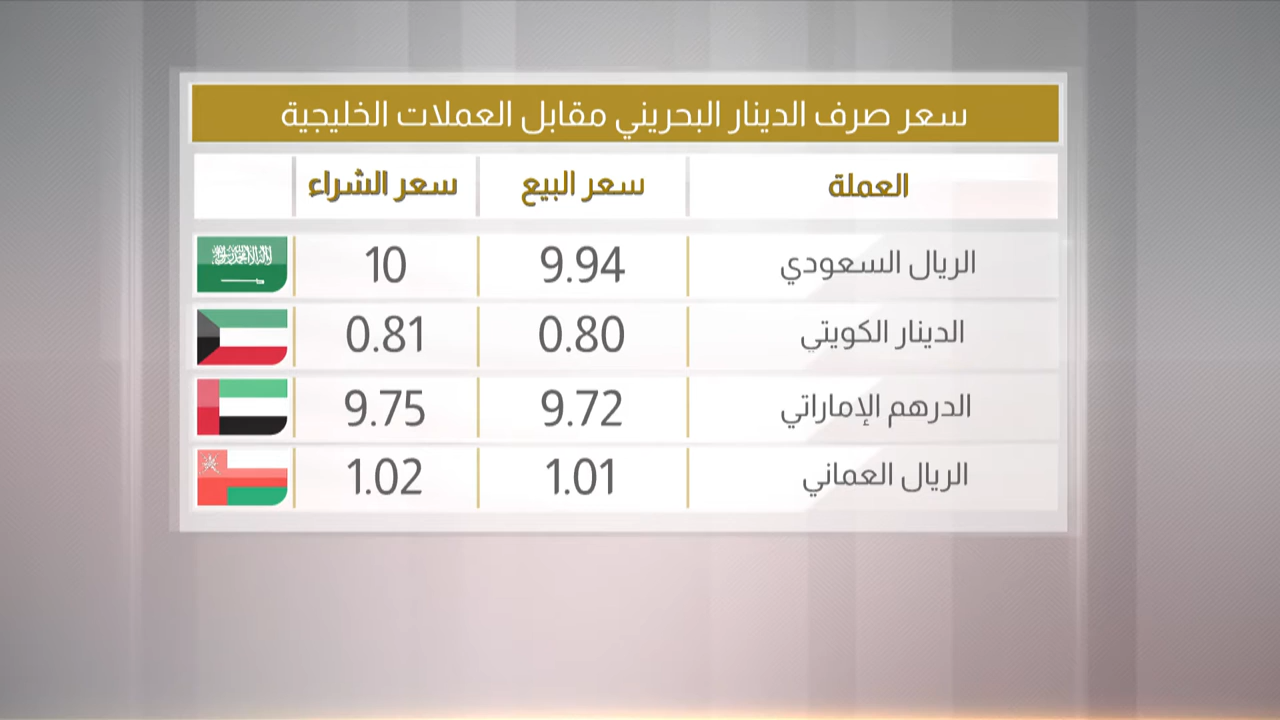 سعر صرف الدينار البحريني مقابل العملات الخليجية
العملة سعر البيع سعر الشراء
الريال السعودي 9.94 10
الدينار الكويتي 0.80 0.81
الدرهم الإماراتي 9.72 9.75
الريال العماني 1.01 1.02